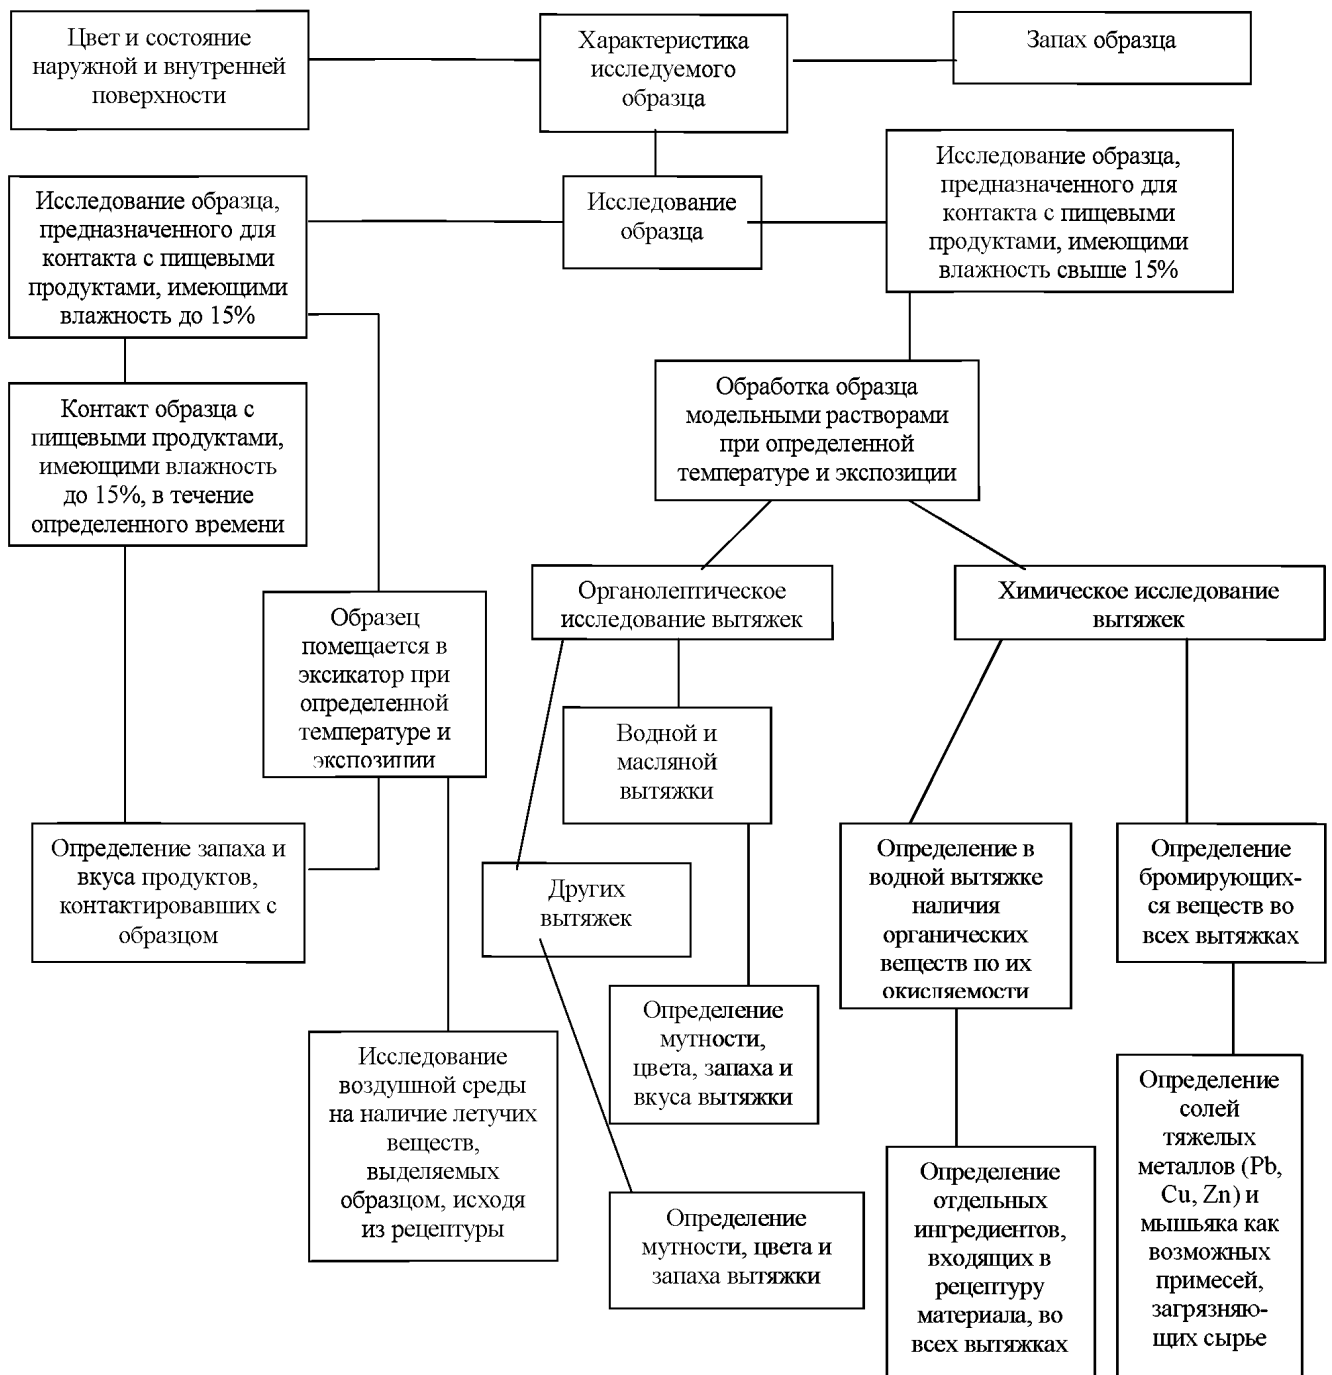 Цвет и состояние
наружной и внутренней
поверхности
Характеристика
исследуемого
образца
Запах образца
Исследование образца,
предназначенного для
контакта с пищевыми
продуктами, имеющими
влажность до 15%
Исследование
образца
Исследование образца,
предназначенного для
контакта с пищевыми
продуктами, имеющими
влажность свыше 15%
Контакт образца с
пищевыми продуктами,
имеющими влажность
до 15%, в течение
определенного времени
Обработка образца
модельными растворами
при определенной
температуре и экспозиции
Образец
помещается в
эксикатор при
определенной
температуре и
экспозиции
Органолептическое
исследование вытяжек
Химическое исследование
вытяжек
Водной и
масляной
вытяжки
Определение запаха и
вкуса продуктов,
контактировавших с
образцом
Других
вытяжек
Определение в
водной вытяжке
наличия
органических
веществ по их
окисляемости
Определение
бромирующих-
ся веществ во
всех вытяжках
Исследование
воздушной среды
на наличие летучих
веществ,
выделяемых
образцом, исходя
из рецептуры
Определение
мутности,
цвета, запаха и
вкуса вытяжки
Определение
мутности, цвета и
запаха вытяжки
Определение
отдельных
ингредиентов,
входящих в
рецептуру
материала, во
всех вытяжках
Определение
солей
тяжелых
металлов (Pb,
Cu, Zn) и
мышьяка как
возможных
примесей,
загрязняю-
щих сырье